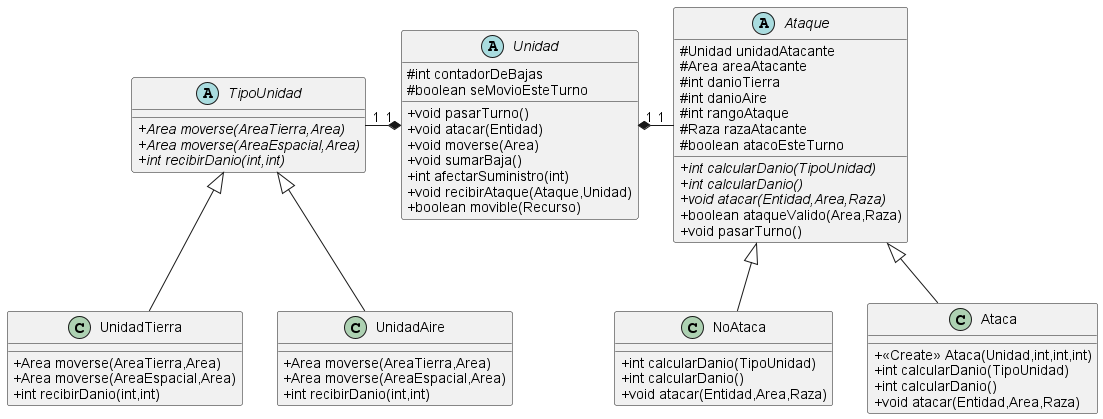 A TipoUnidad
+Area moverse(AreaTierra,Area)
+Area moverse(AreaEspacial,Area)
+int recibirDanio(int,int)
1 1
A Unidad
#int contadorDeBajas
#boolean seMovioEsteTurno
+void pasarTurno()
+void atacar(Entidad)
+void moverse(Area)
+void sumarBaja()
+int afectarSuministro(int)
+void recibirAtaque(Ataque,Unidad)
+boolean movible(Recurso)
1 1
A Ataque
#Unidad unidadAtacante
#Area areaAtacante
#int danioTierra
#int danioAire
#int rangoAtaque
#Raza razaAtacante
#boolean atacoEsteTurno
+int calcularDanio(TipoUnidad)
+int calcularDanio()
+void atacar(Entidad,Area,Raza)
+boolean ataqueValido(Area,Raza)
+void pasarTurno()
C UnidadTierra
+Area moverse(AreaTierra,Area)
+Area moverse(AreaEspacial,Area)
+int recibirDanio(int,int)
C UnidadAire
+Area moverse(AreaTierra,Area)
+Area moverse(AreaEspacial,Area)
+int recibirDanio(int,int)
C NoAtaca
+int calcularDanio(TipoUnidad)
+int calcularDanio()
+void atacar(Entidad,Area,Raza)
C Ataca
+«Create» Ataca(Unidad,int,int,int)
+int calcularDanio(TipoUnidad)
+int calcularDanio()
+void atacar(Entidad,Area,Raza)